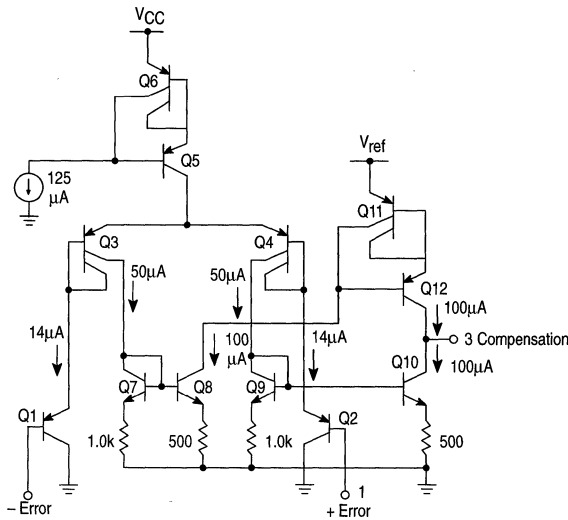 VCC
Q6
Q5
125
μA
Vref
Q11
Q3
Q4
Q12
50μA
50μA
100μA
3 Compensation
14μA
100
μA
14μA
100μA
Q7
Q8
Q9
Q10
Q1
Q2
1.0k
500
1.0k
500
– Error
1
+ Error